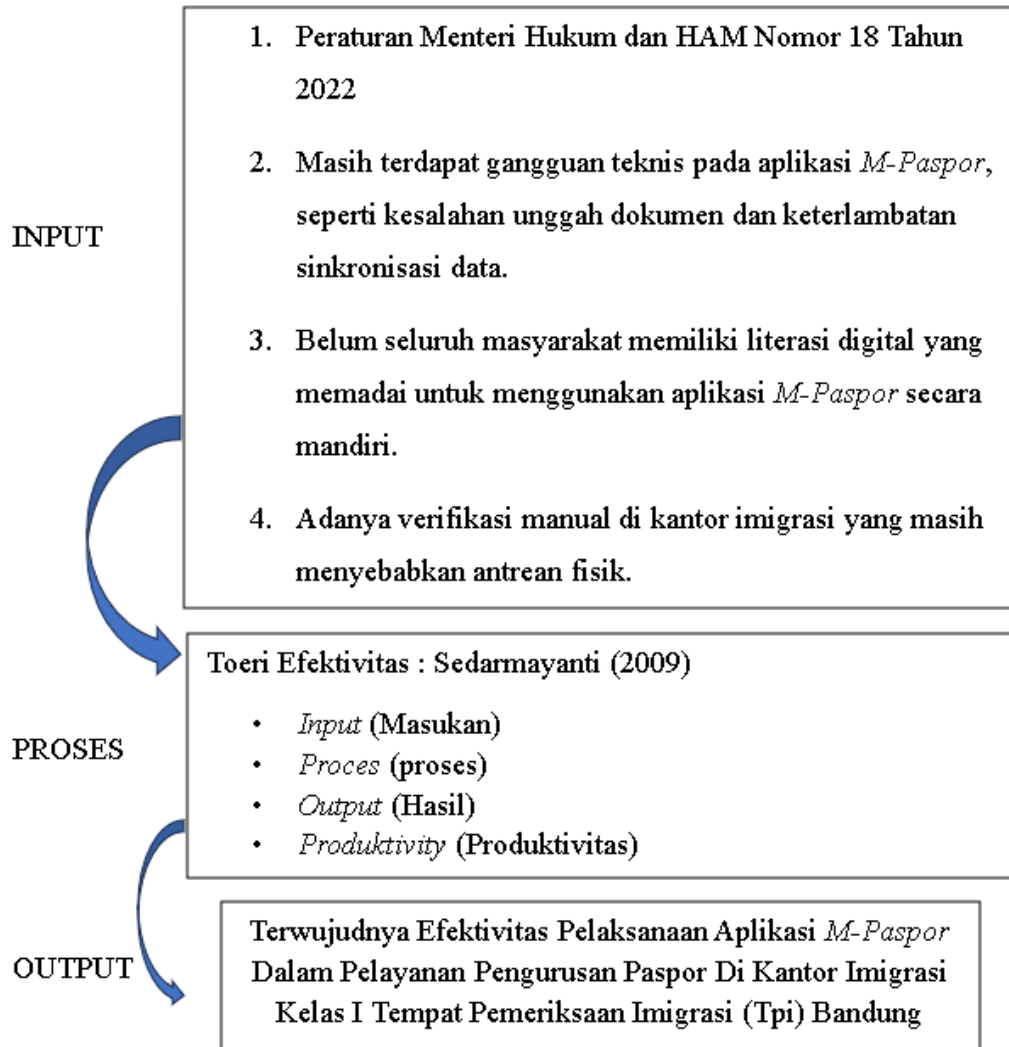 1. Peraturan Menteri Hukum dan HAM Nomor 18 Tahun
2022
2. Masih terdapat gangguan teknis pada aplikasi M-Paspor,
seperti kesalahan unggah dokumen dan keterlambatan
sinkronisasi data.
INPUT
3. Belum seluruh masyarakat memiliki literasi digital yang
memadai untuk menggunakan aplikasi M-Paspor secara
mandiri.
4. Adanya verifikasi manual di kantor imigrasi yang masih
menyebabkan antrean fisik.
Toeri Efektivitas : Sedarmayanti (2009)
• Input (Masukan)
PROSES
• Proces (proses)
• Output (Hasil)
• Produktivity (Produktivitas)
Terwujudnya Efektivitas Pelaksanaan Aplikasi M-Paspor
OUTPUT
Dalam Pelayanan Pengurusan Paspor Di Kantor Imigrasi
Kelas I Tempat Pemeriksaan Imigrasi (Tpi) Bandung